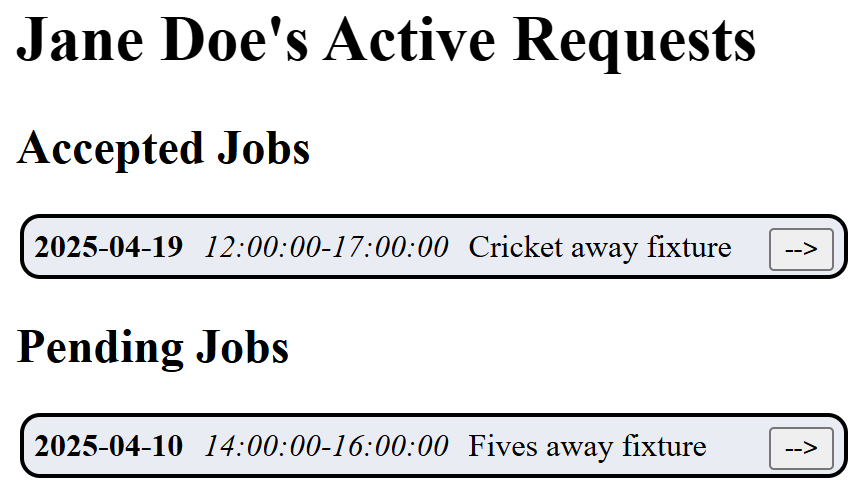 Jane Doe's Active Requests
Accepted Jobs
2025-04-19 12:00:00-17:00:00 Cricket away fixture -->
Pending Jobs
2025-04-10 14:00:00-16:00:00 Fives away fixture -->